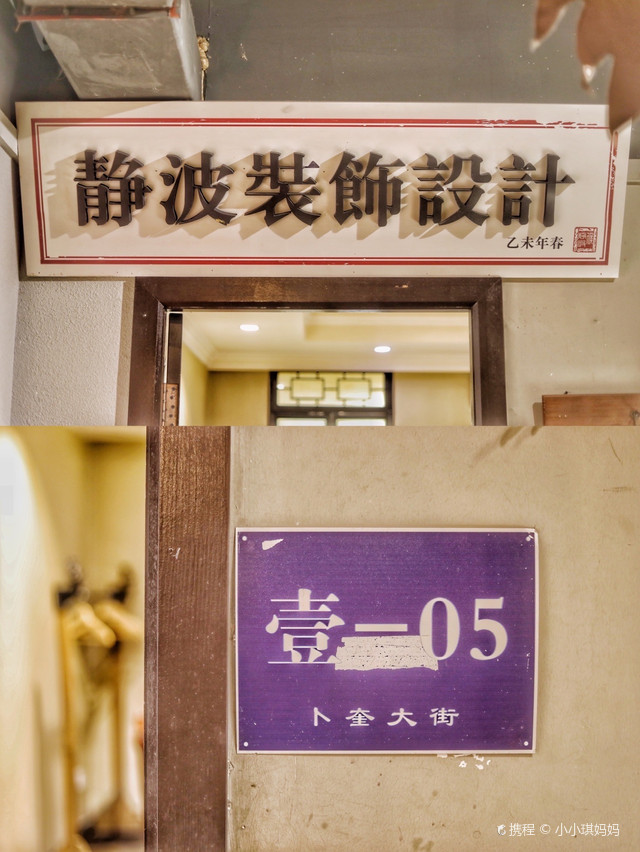 静波裝飾設計
乙未年春
壹—05
卜奎大街
携程 © 小小琪妈妈